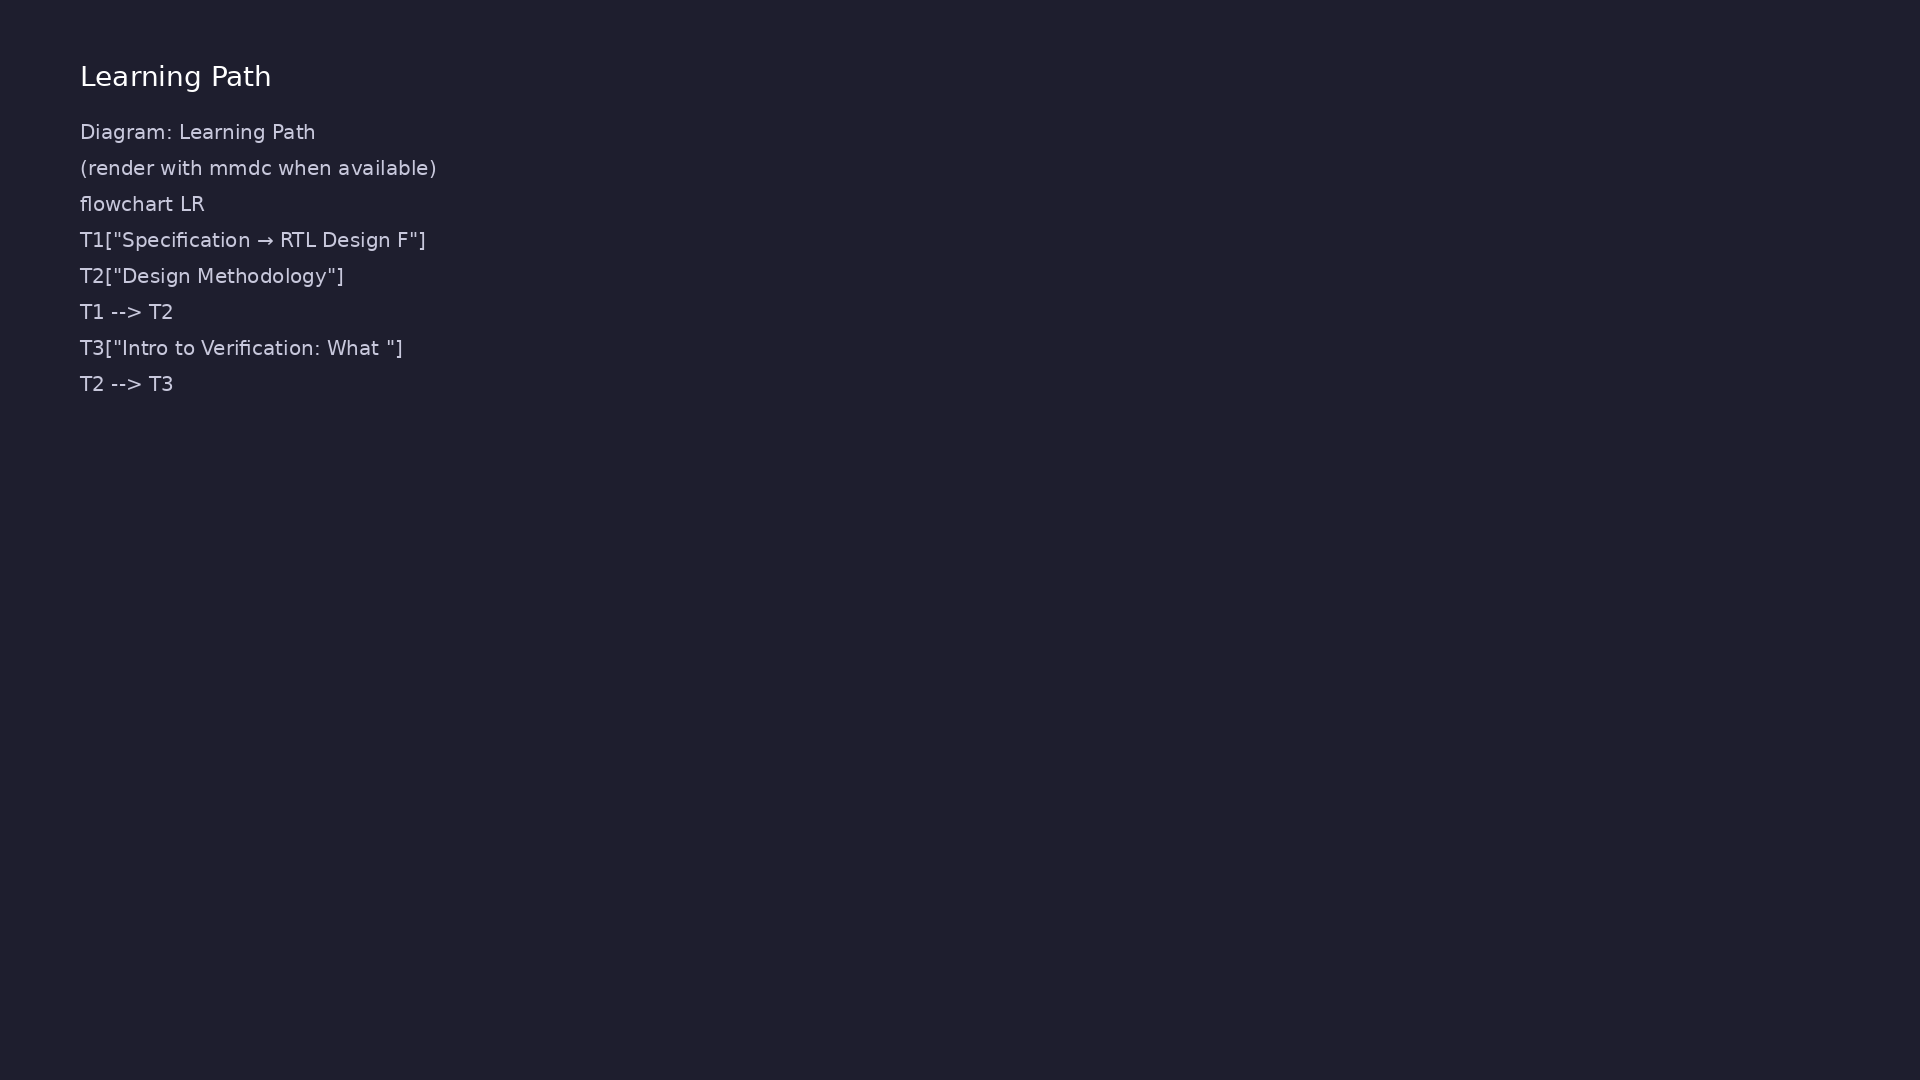 Learning Path
Diagram: Learning Path
(render with mmdc when available)
flowchart LR
T1["Specification → RTL Design F"]
T2["Design Methodology"]
T1 --> T2
T3["Intro to Verification: What "]
T2 --> T3